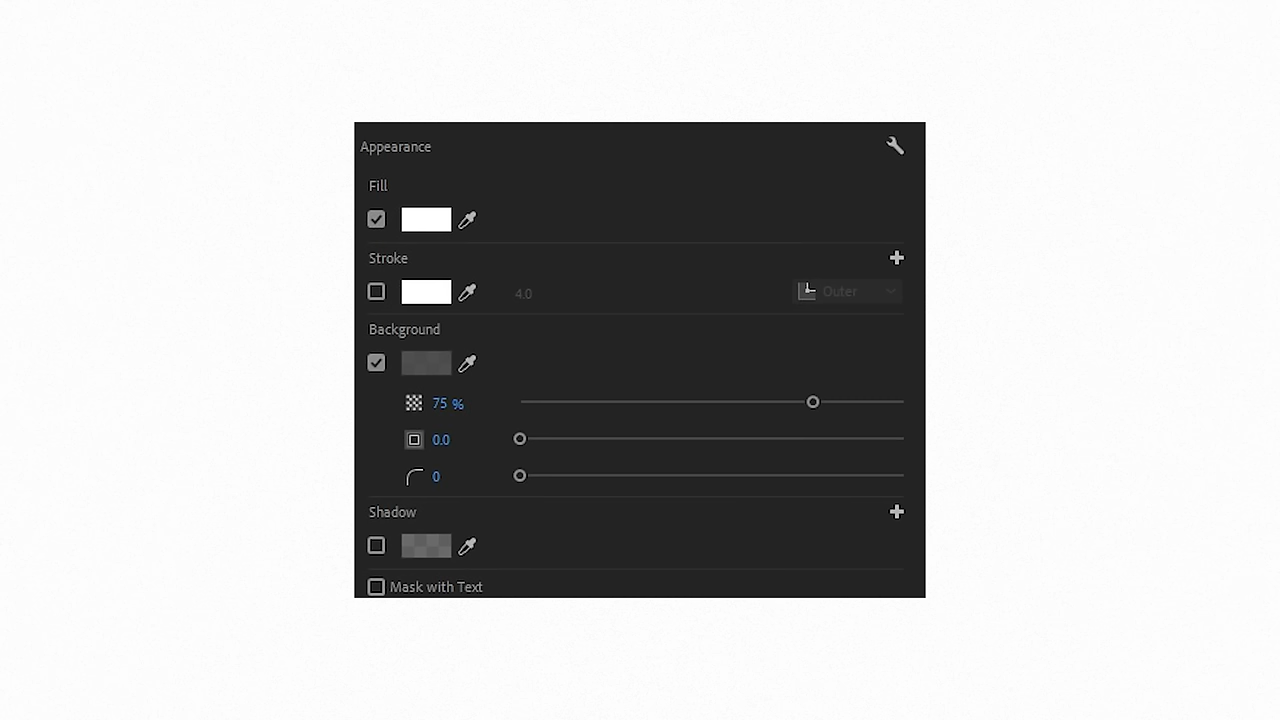 Appearance
Fill
Stroke
4.0 Outer
Background
75 %
0.0
0
Shadow
Mask with Text